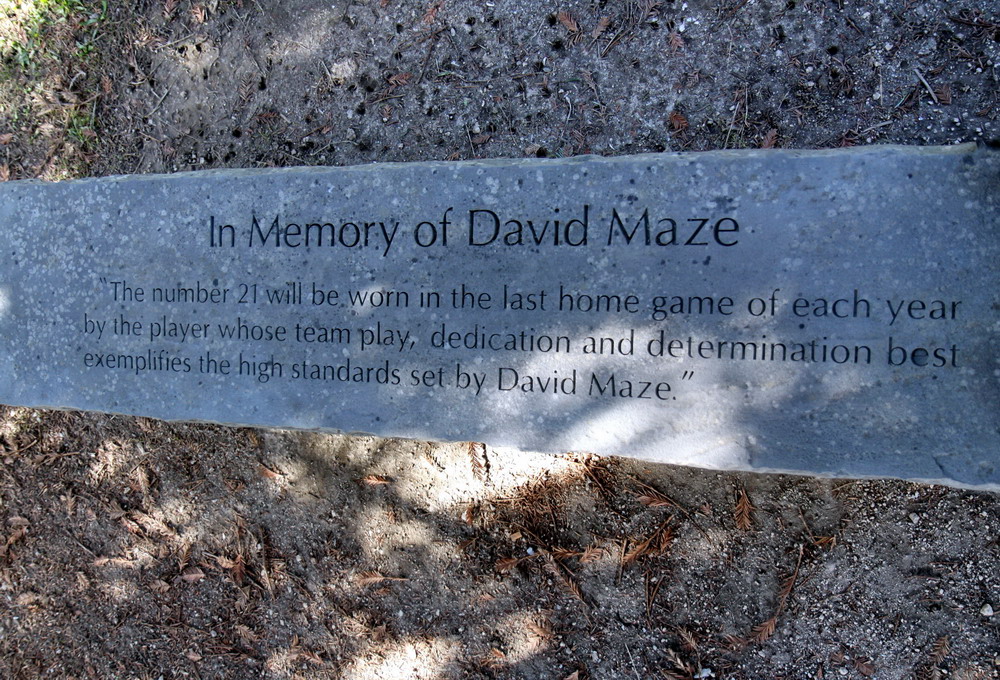 In Memory of David Maze
"The number 21 will be worn in the last home game of each year
by the player whose team play, dedication and determination best
exemplifies the high standards set by David Maze."